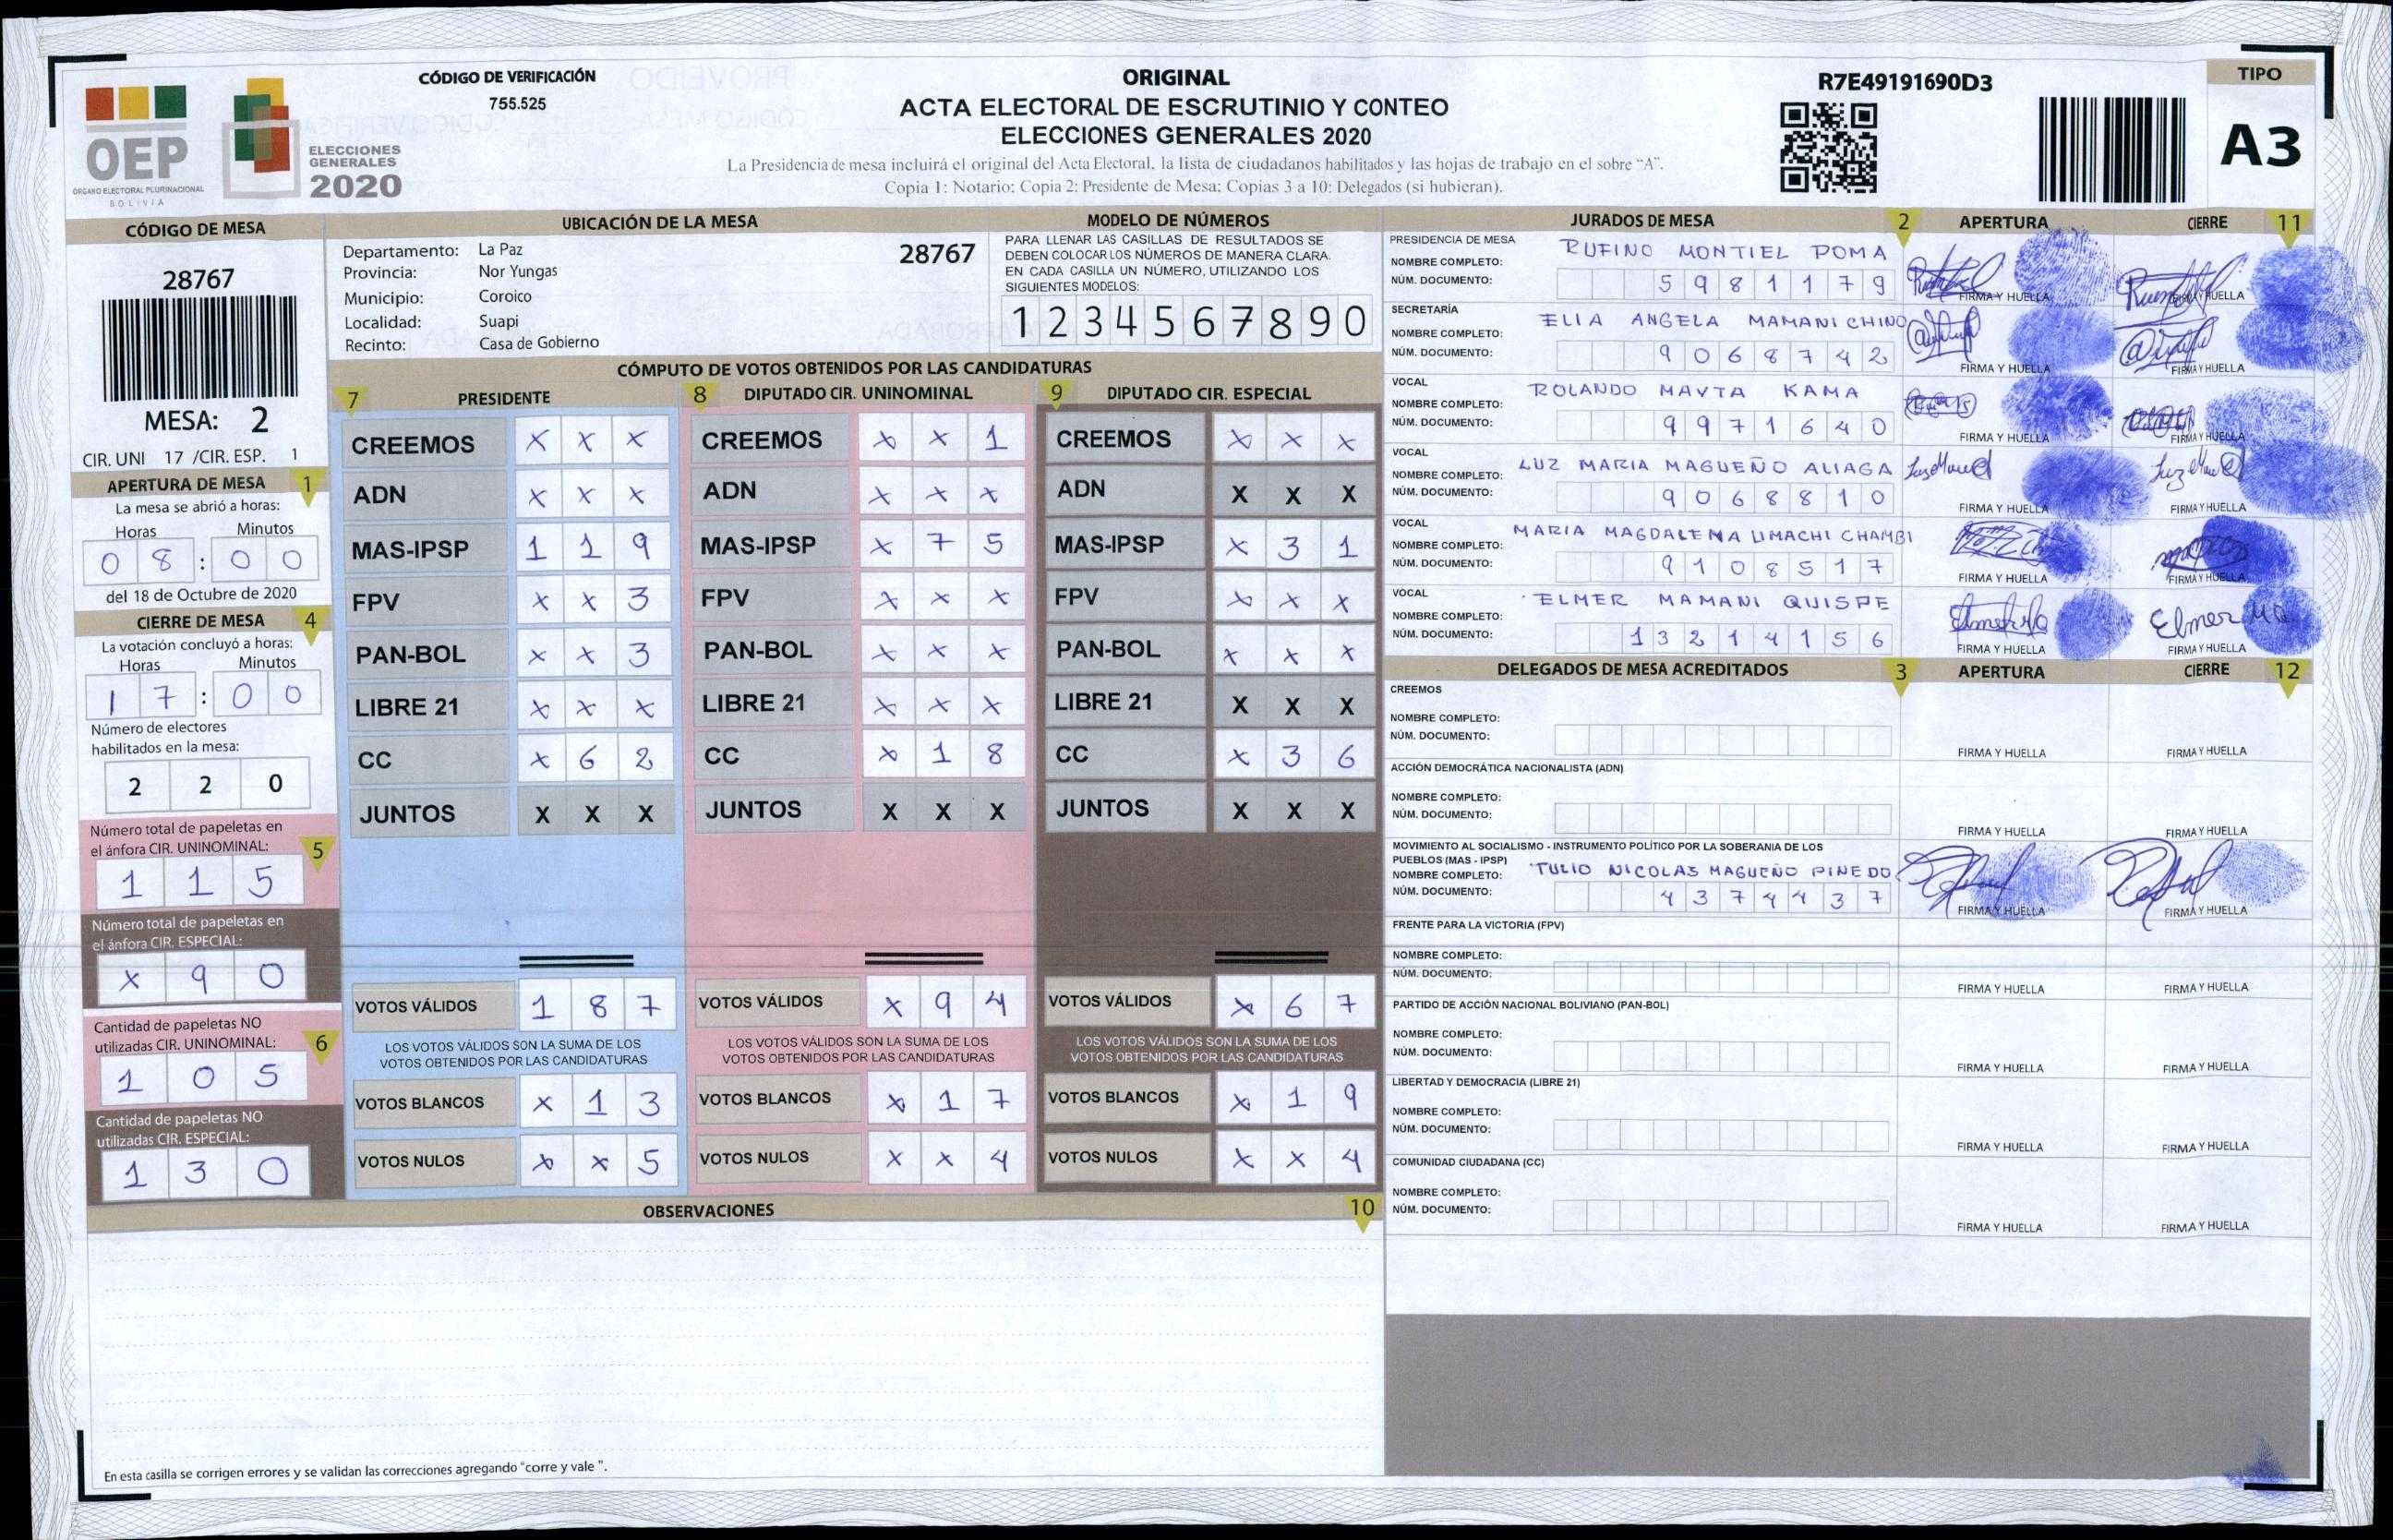 CÓDIGO DE VERIFICACIÓN
755.525
ORIGINAL
ACTA ELECTORAL DE ESCRUTINIO Y CONTEO
ELECCIONES GENERALES 2020
La Presidencia de mesa incluirá el original del Acta Electoral, la lista de ciudadanos habilitados y las hojas de trabajo en el sobre "A".
Copia 1: Notario; Copia 2: Presidente de Mesa; Copias 3 a 10: Delegados (si hubieran).
R7E49191690D3
TIPO
A3
OEP
ÓRGANO ELECTORAL PLURINACIONAL
BOLIVIA
ELECCIONES
GENERALES
2020
CÓDIGO DE MESA
28767
MESA: 2
CIR. UNI 17 /CIR. ESP. 1
APERTURA DE MESA 1
La mesa se abrió a horas:
Horas Minutos
0 8 : 0 0
del 18 de Octubre de 2020
CIERRE DE MESA 4
La votación concluyó a horas:
Horas Minutos
1 7 : 0 0
Número de electores
habilitados en la mesa:
2 2 0
Número total de papeletas en
el ánfora CIR. UNINOMINAL: 5
1 1 5
Número total de papeletas en
el ánfora CIR. ESPECIAL:
x 9 0
Cantidad de papeletas NO
utilizadas CIR. UNINOMINAL: 6
1 0 5
Cantidad de papeletas NO
utilizadas CIR. ESPECIAL:
1 3 0
UBICACIÓN DE LA MESA
Departamento: La Paz 28767
Provincia: Nor Yungas
Municipio: Coroico
Localidad: Suapi
Recinto: Casa de Gobierno
MODELO DE NÚMEROS
PARA LLENAR LAS CASILLAS DE RESULTADOS SE
DEBEN COLOCAR LOS NÚMEROS DE MANERA CLARA.
EN CADA CASILLA UN NÚMERO, UTILIZANDO LOS
SIGUIENTES MODELOS:
1 2 3 4 5 6 7 8 9 0
CÓMPUTO DE VOTOS OBTENIDOS POR LAS CANDIDATURAS
7 PRESIDENTE
CREEMOS x x x
ADN x x x
MAS-IPSP 1 1 9
FPV x x 3
PAN-BOL x x 3
LIBRE 21 x x x
CC x 6 2
JUNTOS X X X
VOTOS VÁLIDOS 1 8 7
LOS VOTOS VÁLIDOS SON LA SUMA DE LOS
VOTOS OBTENIDOS POR LAS CANDIDATURAS
VOTOS BLANCOS x 1 3
VOTOS NULOS x x 5
8 DIPUTADO CIR. UNINOMINAL
CREEMOS x x 1
ADN x x x
MAS-IPSP x 7 5
FPV x x x
PAN-BOL x x x
LIBRE 21 x x x
CC x 1 8
JUNTOS X X X
VOTOS VÁLIDOS x 9 4
LOS VOTOS VÁLIDOS SON LA SUMA DE LOS
VOTOS OBTENIDOS POR LAS CANDIDATURAS
VOTOS BLANCOS x 1 7
VOTOS NULOS x x 4
9 DIPUTADO CIR. ESPECIAL
CREEMOS x x x
ADN X X X
MAS-IPSP x 3 1
FPV x x x
PAN-BOL x x x
LIBRE 21 X X X
CC x 3 6
JUNTOS X X X
VOTOS VÁLIDOS x 6 7
LOS VOTOS VÁLIDOS SON LA SUMA DE LOS
VOTOS OBTENIDOS POR LAS CANDIDATURAS
VOTOS BLANCOS x 1 9
VOTOS NULOS x x 4
OBSERVACIONES 10
En esta casilla se corrigen errores y se validan las correcciones agregando "corre y vale ".
JURADOS DE MESA 2 APERTURA CIERRE 11
PRESIDENCIA DE MESA
NOMBRE COMPLETO: RUFINO MONTIEL POMA
NÚM. DOCUMENTO: 5 9 8 1 1 7 9
FIRMA Y HUELLA FIRMA Y HUELLA
SECRETARÍA
NOMBRE COMPLETO: ELIA ANGELA MAMANI CHINO
NÚM. DOCUMENTO: 9 0 6 8 7 4 2
FIRMA Y HUELLA FIRMA Y HUELLA
VOCAL
NOMBRE COMPLETO: ROLANDO MAYTA KAMA
NÚM. DOCUMENTO: 9 9 7 1 6 4 0
FIRMA Y HUELLA FIRMA Y HUELLA
VOCAL
NOMBRE COMPLETO: LUZ MARIA MAGUEÑO ALIAGA
NÚM. DOCUMENTO: 9 0 6 8 8 1 0
FIRMA Y HUELLA FIRMA Y HUELLA
VOCAL
NOMBRE COMPLETO: MARIA MAGDALENA LIMACHI CHAMBI
NÚM. DOCUMENTO: 9 1 0 8 5 1 7
FIRMA Y HUELLA FIRMA Y HUELLA
VOCAL
NOMBRE COMPLETO: ELMER MAMANI QUISPE
NÚM. DOCUMENTO: 1 3 2 1 4 1 5 6
FIRMA Y HUELLA FIRMA Y HUELLA
DELEGADOS DE MESA ACREDITADOS 3 APERTURA CIERRE 12
CREEMOS
NOMBRE COMPLETO:
NÚM. DOCUMENTO:
FIRMA Y HUELLA FIRMA Y HUELLA
ACCIÓN DEMOCRÁTICA NACIONALISTA (ADN)
NOMBRE COMPLETO:
NÚM. DOCUMENTO:
FIRMA Y HUELLA FIRMA Y HUELLA
MOVIMIENTO AL SOCIALISMO - INSTRUMENTO POLÍTICO POR LA SOBERANIA DE LOS
PUEBLOS (MAS - IPSP)
NOMBRE COMPLETO: TULIO NICOLAS MAGUEÑO PINEDO
NÚM. DOCUMENTO: 4 3 7 4 4 3 7
FIRMA Y HUELLA FIRMA Y HUELLA
FRENTE PARA LA VICTORIA (FPV)
NOMBRE COMPLETO:
NÚM. DOCUMENTO:
FIRMA Y HUELLA FIRMA Y HUELLA
PARTIDO DE ACCIÓN NACIONAL BOLIVIANO (PAN-BOL)
NOMBRE COMPLETO:
NÚM. DOCUMENTO:
FIRMA Y HUELLA FIRMA Y HUELLA
LIBERTAD Y DEMOCRACIA (LIBRE 21)
NOMBRE COMPLETO:
NÚM. DOCUMENTO:
FIRMA Y HUELLA FIRMA Y HUELLA
COMUNIDAD CIUDADANA (CC)
NOMBRE COMPLETO:
NÚM. DOCUMENTO:
FIRMA Y HUELLA FIRMA Y HUELLA